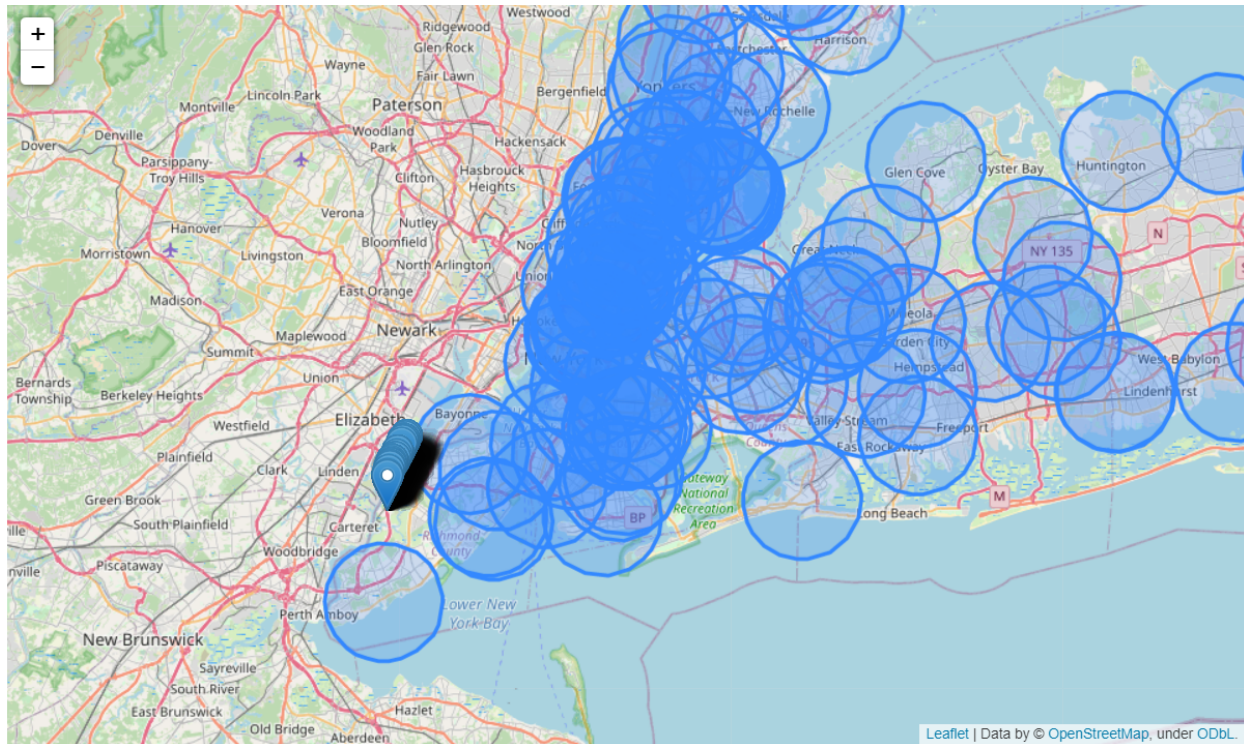 +
−
Westwood
Ridgewood
Glen Rock
Harrison
Wayne
Fair Lawn
Lincoln Park
Bergenfield
New Rochelle
Montville
Paterson
Denville
Woodland
Park
Hackensack
Dover
Parsippany-
Troy Hills
Hasbrouck
Heights
Huntington
Clifton
Glen Cove
Oyster Bay
Verona
Nutley
Hanover
Bloomfield
N
Morristown
Livingston
North Arlington
NY 135
East Orange
Madison
Maplewood
Newark
Summit
Union
West Babylon
Bernards
Township
Berkeley Heights
Hempstead
Lindenhurst
Elizabeth
Bayonne
Valley Stream
Westfield
Freeport
East Rockaway
Plainfield
Clark
Linden
Gateway
National
Recreation
Area
M
Green Brook
BP
Long Beach
South Plainfield
Carteret
Richmond
County
Woodbridge
Piscataway
Lower New
York Bay
Perth Amboy
New Brunswick
Sayreville
South River
East Brunswick
Hazlet
Old Bridge
Aberdeen
Leaflet | Data by © OpenStreetMap, under ODbL.